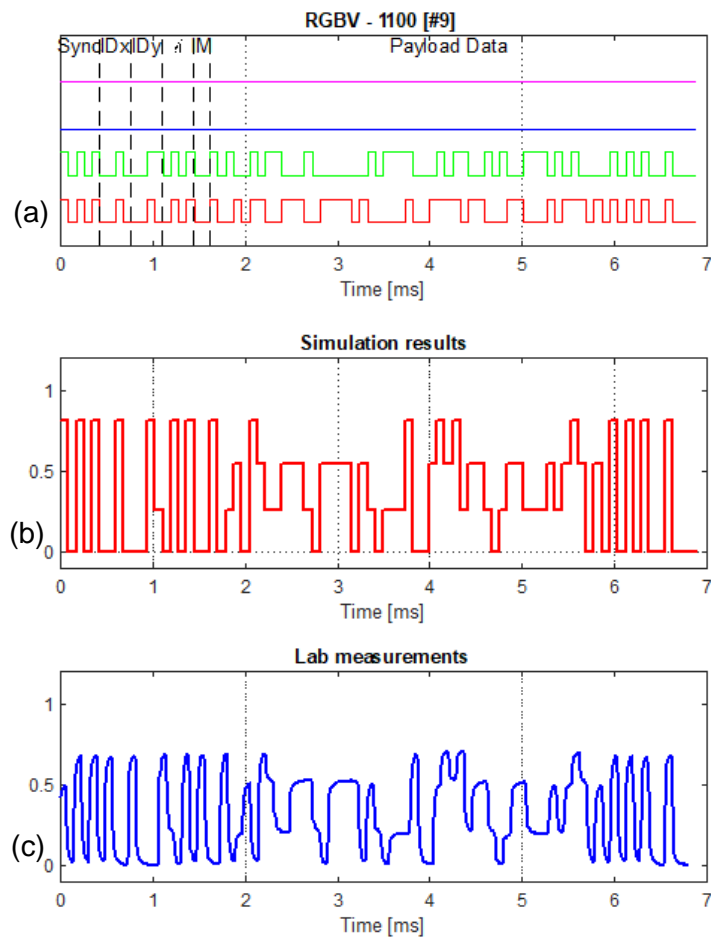 RGBV - 1100 [#9]
Sync IDx IDy IM Payload Data
(a)
0 1 2 3 4 5 6 7
Time [ms]
Simulation results
1
0.5
0
(b)
0 1 2 3 4 5 6 7
Time [ms]
Lab measurements
1
0.5
0
(c)
0 1 2 3 4 5 6 7
Time [ms]